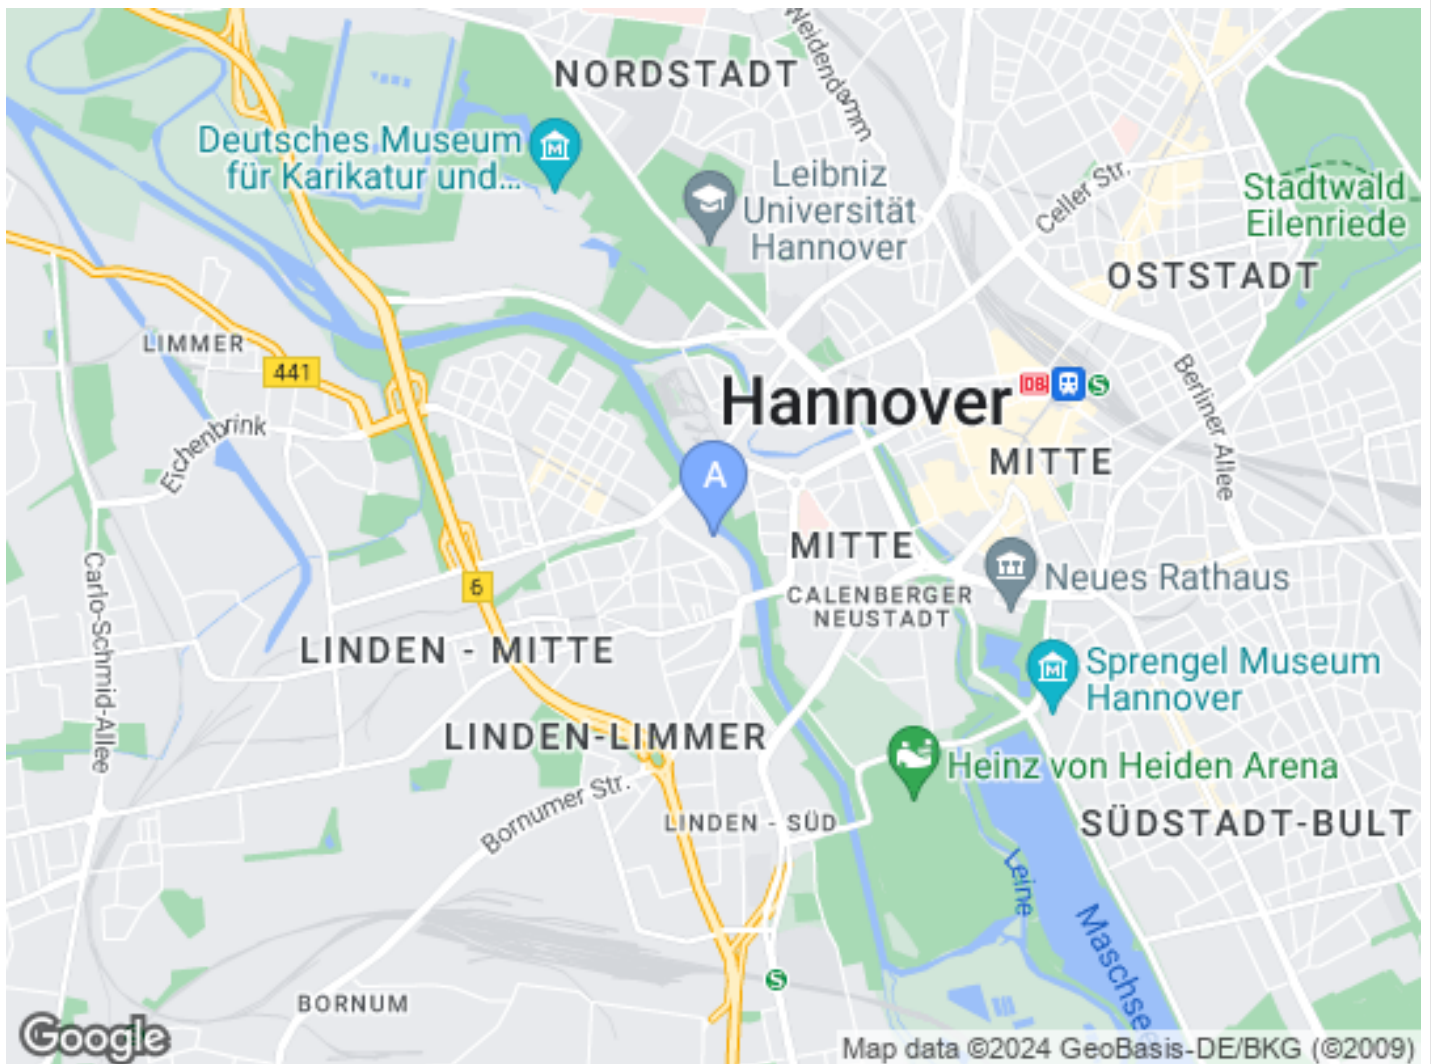 NORDSTADT
Weidendamm
Deutsches Museum
für Karikatur und...
Leibniz
Universität
Hannover
Celler Str.
Stadtwald
Eilenriede
OSTSTADT
LIMMER
441
Hannover
DB
S
Berliner Allee
Eichenbrink
MITTE
A
MITTE
Carlo-Schmid-Allee
6
CALENBERGER
NEUSTADT
Neues Rathaus
LINDEN - MITTE
Sprengel Museum
Hannover
LINDEN-LIMMER
Heinz von Heiden Arena
Bornumer Str.
LINDEN - SÜD
SÜDSTADT-BULT
Leine
Maschsee
S
BORNUM
Google
Map data ©2024 GeoBasis-DE/BKG (©2009)